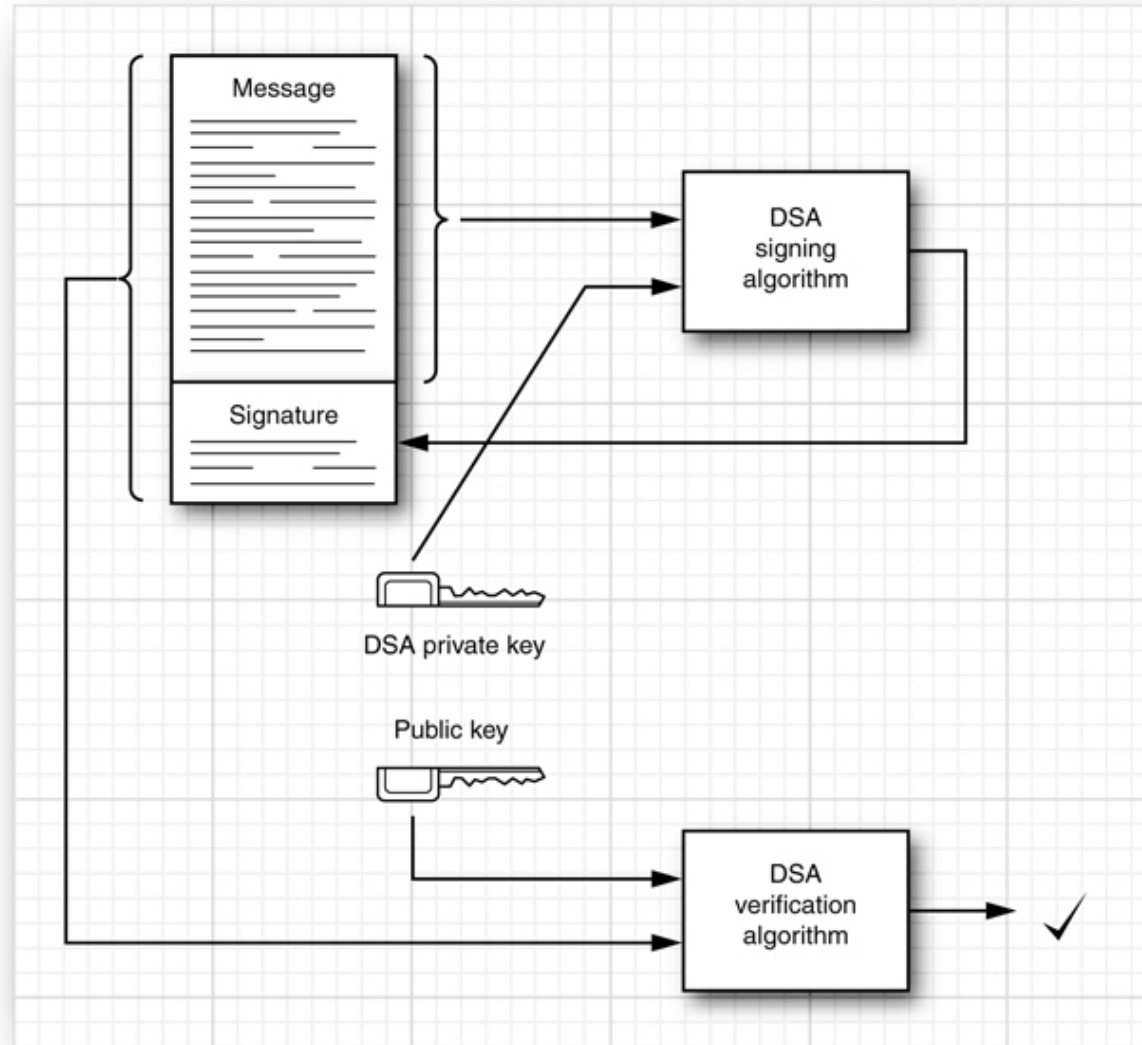 Message
DSA
signing
algorithm
Signature
DSA private key
Public key
DSA
verification
algorithm